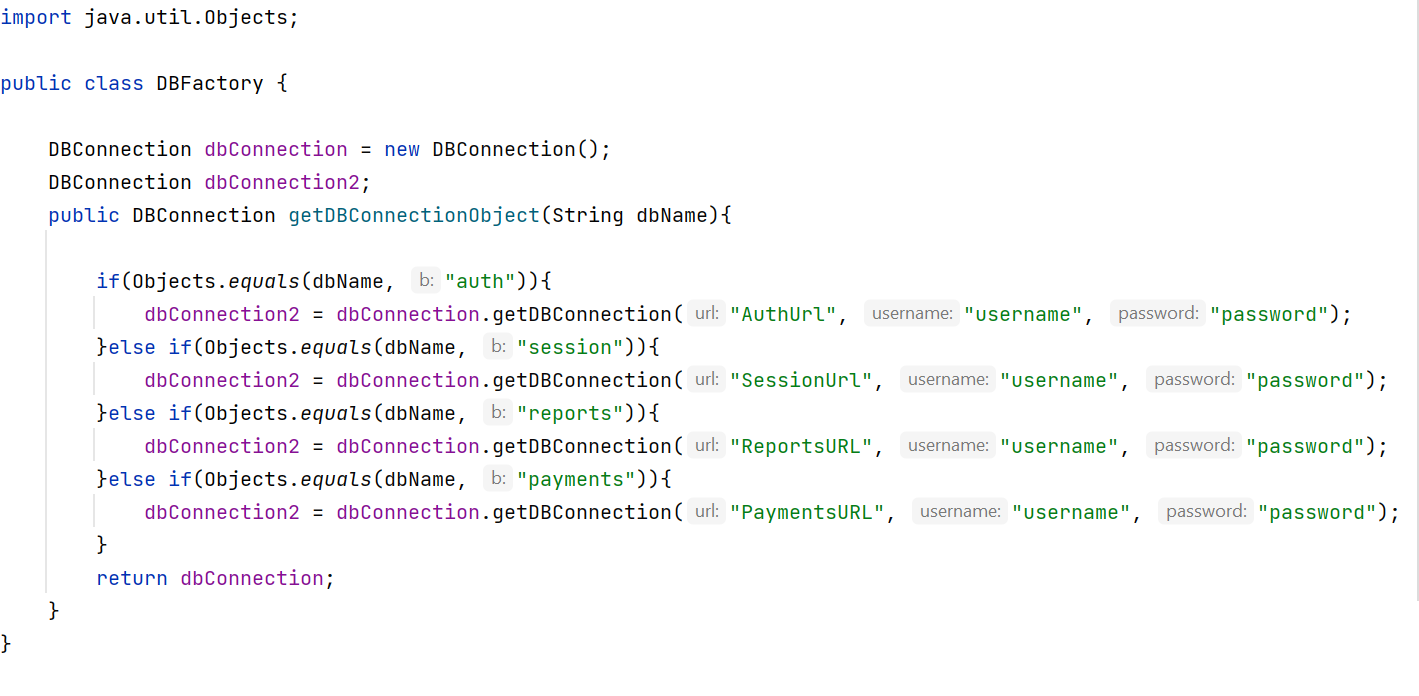 import java.util.Objects;
public class DBFactory {
DBConnection dbConnection = new DBConnection();
DBConnection dbConnection2;
public DBConnection getDBConnectionObject(String dbName){
if(Objects.equals(dbName, b: "auth")){
dbConnection2 = dbConnection.getDBConnection( url: "AuthUrl", username: "username", password: "password");
}else if(Objects.equals(dbName, b: "session")){
dbConnection2 = dbConnection.getDBConnection( url: "SessionUrl", username: "username", password: "password");
}else if(Objects.equals(dbName, b: "reports")){
dbConnection2 = dbConnection.getDBConnection( url: "ReportsURL", username: "username", password: "password");
}else if(Objects.equals(dbName, b: "payments")){
dbConnection2 = dbConnection.getDBConnection( url: "PaymentsURL", username: "username", password: "password");
}
return dbConnection;
}
}